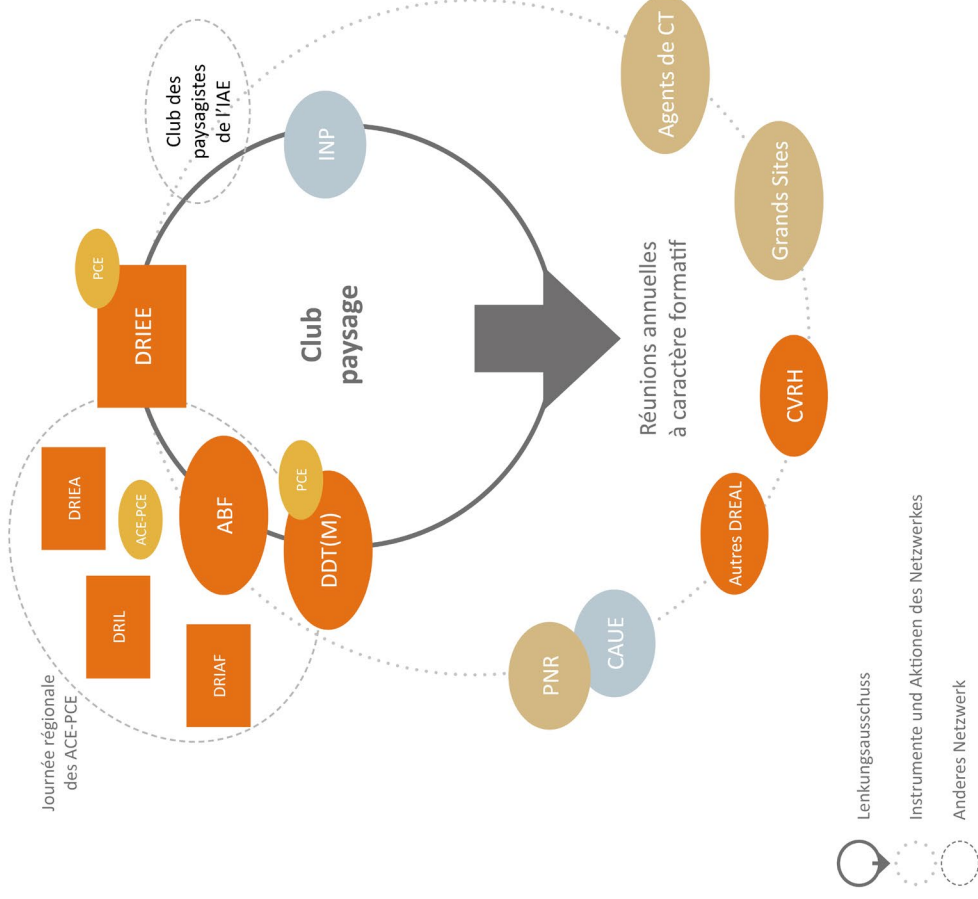 Journée régionale
des ACE-PCE
DRIL
DRIEA
DRIAF
ACE-PCE
ABF
DDT(M)
PCE
DRIEE
PCE
Club des
paysagistes
de l'IAE
INP
Club
paysage
Réunions annuelles
à caractère formatif
PNR
CAUE
Autres DREAL
CVRH
Grands Sites
Agents de CT
Lenkungsausschuss
Instrumente und Aktionen des Netzwerkes
Anderes Netzwerk